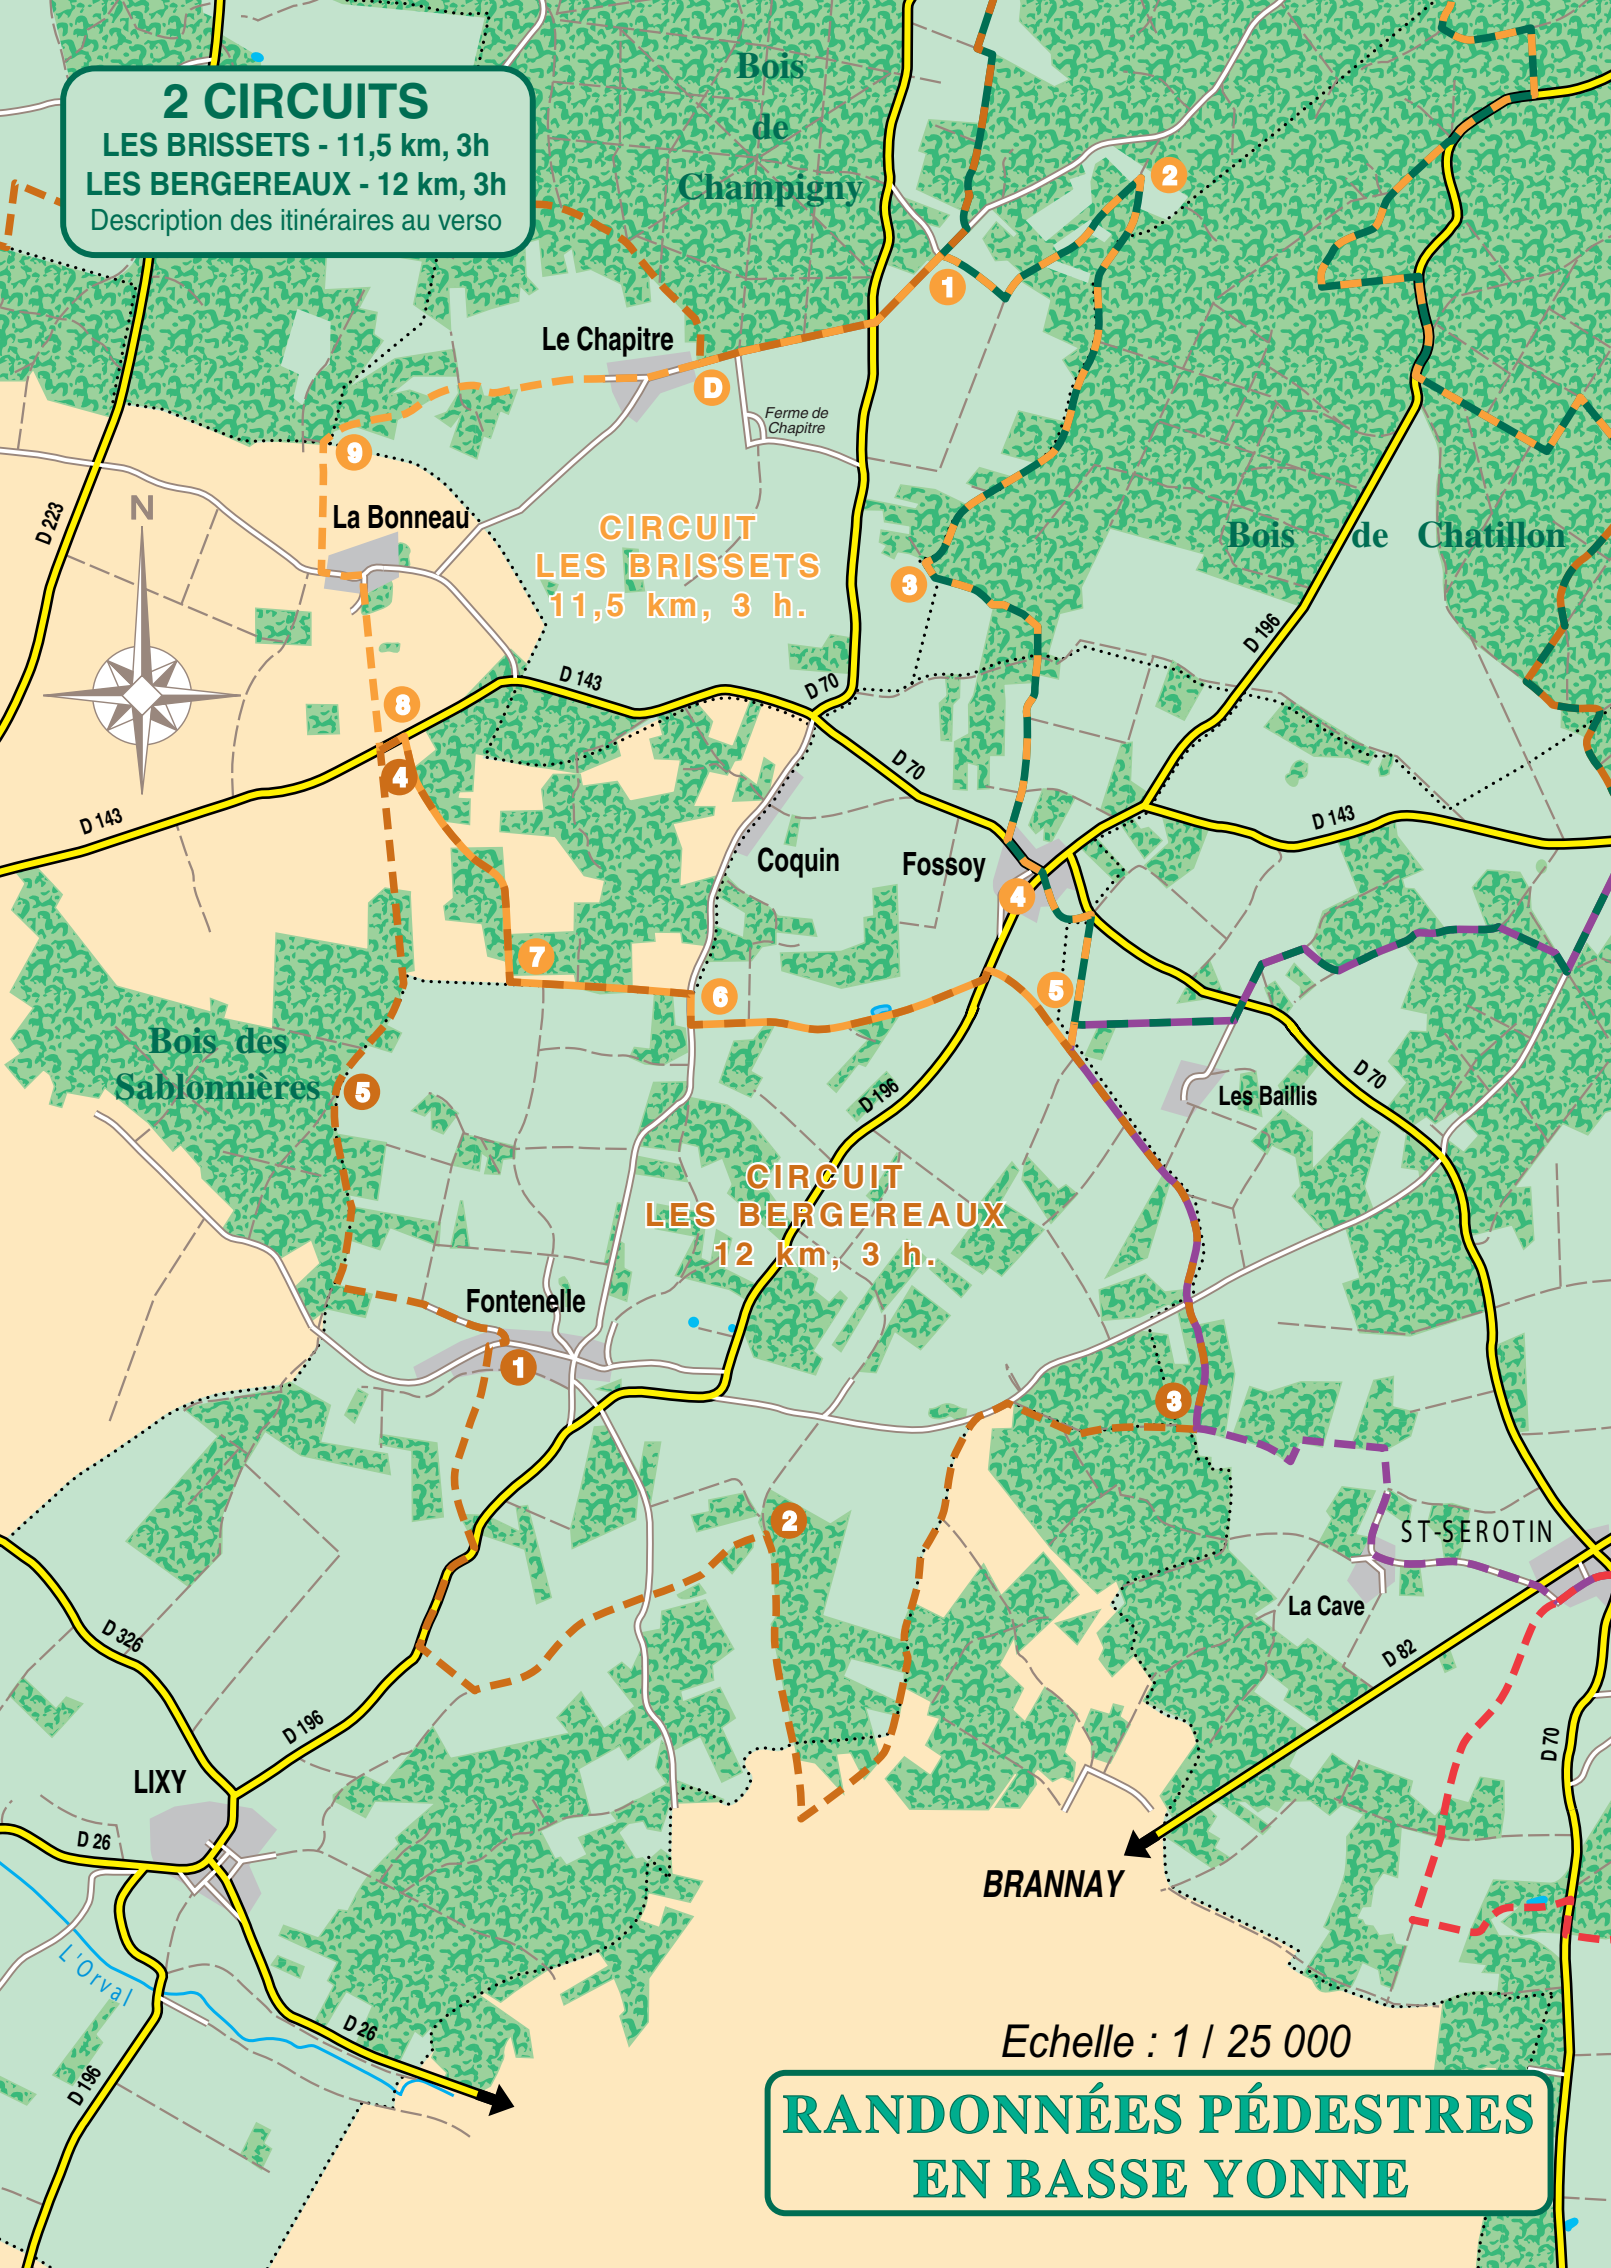 2 CIRCUITS
LES BRISSETS - 11,5 km, 3h
LES BERGEREAUX - 12 km, 3h
Description des itinéraires au verso
Bois
de
Champigny
2
1
Le Chapitre
D
Ferme de
Chapitre
9
D 223
N
La Bonneau
CIRCUIT
LES BRISSETS
11,5 km, 3 h.
Bois de Chatillon
3
D 196
D 143
D 70
8
4
D 70
D 143
D 143
Coquin
Fossoy
4
7
6
5
Bois des
Sablonnières
5
D 196
D 70
Les Baillis
CIRCUIT
LES BERGEREAUX
12 km, 3 h.
Fontenelle
1
3
2
ST-SEROTIN
La Cave
D 326
D 82
D 196
D 70
LIXY
D 26
BRANNAY
L'Orval
D 26
D 196
Echelle : 1 / 25 000
RANDONNÉES PÉDESTRES
EN BASSE YONNE